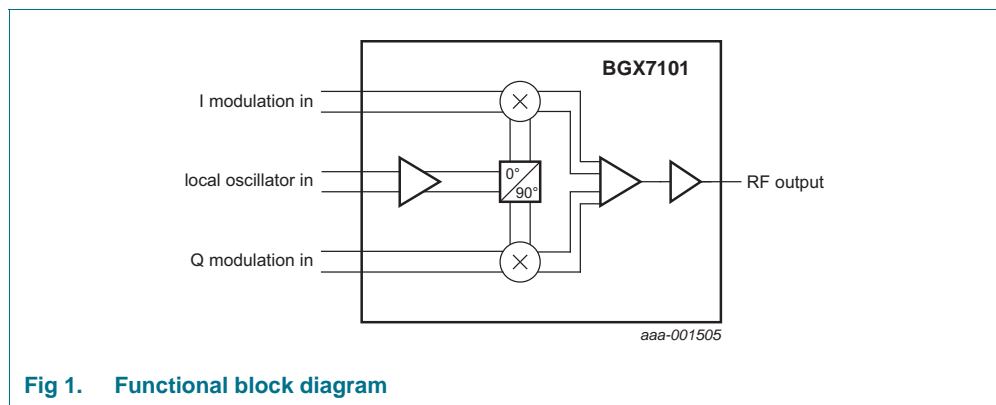 BGX7101
I modulation in
local oscillator in
0°
90°
RF output
Q modulation in
aaa-001505
Fig 1. Functional block diagram